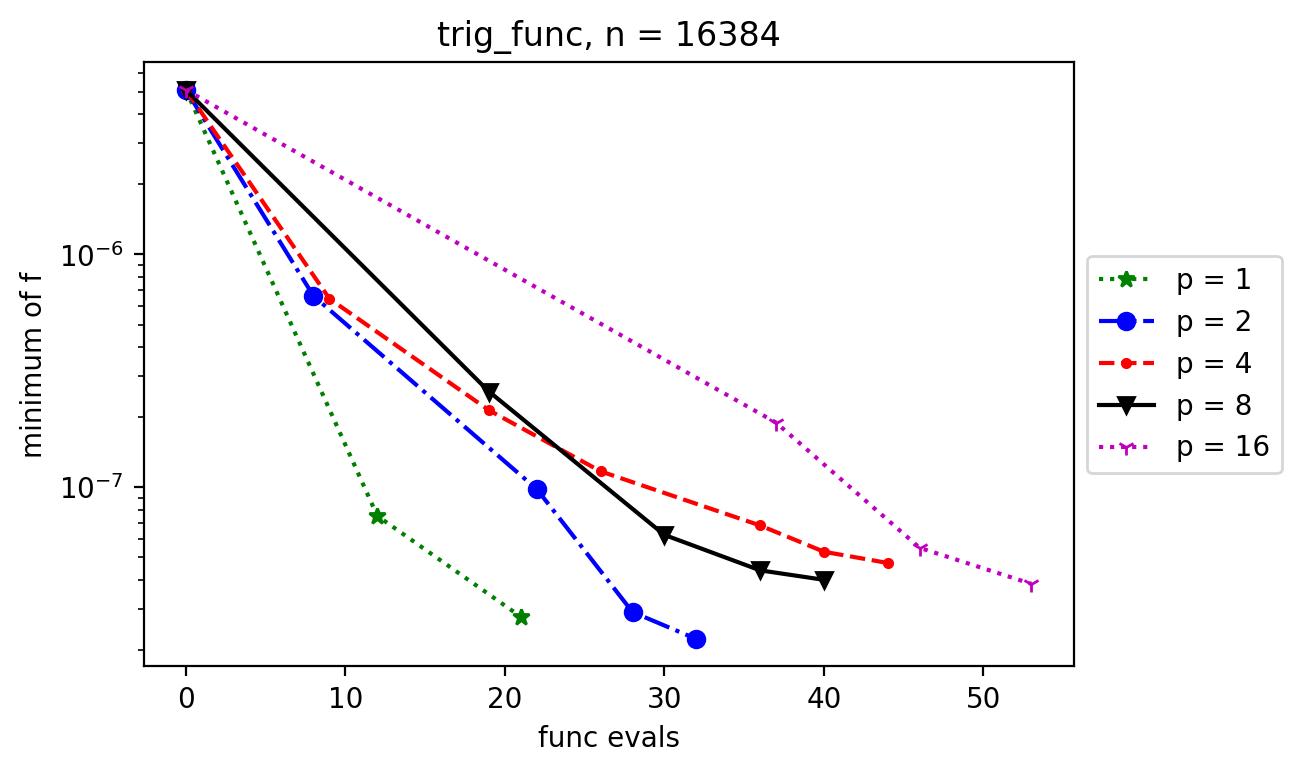 trig_func, n = 16384
minimum of f
10⁻⁶
10⁻⁷
0 10 20 30 40 50
func evals
p = 1
p = 2
p = 4
p = 8
p = 16